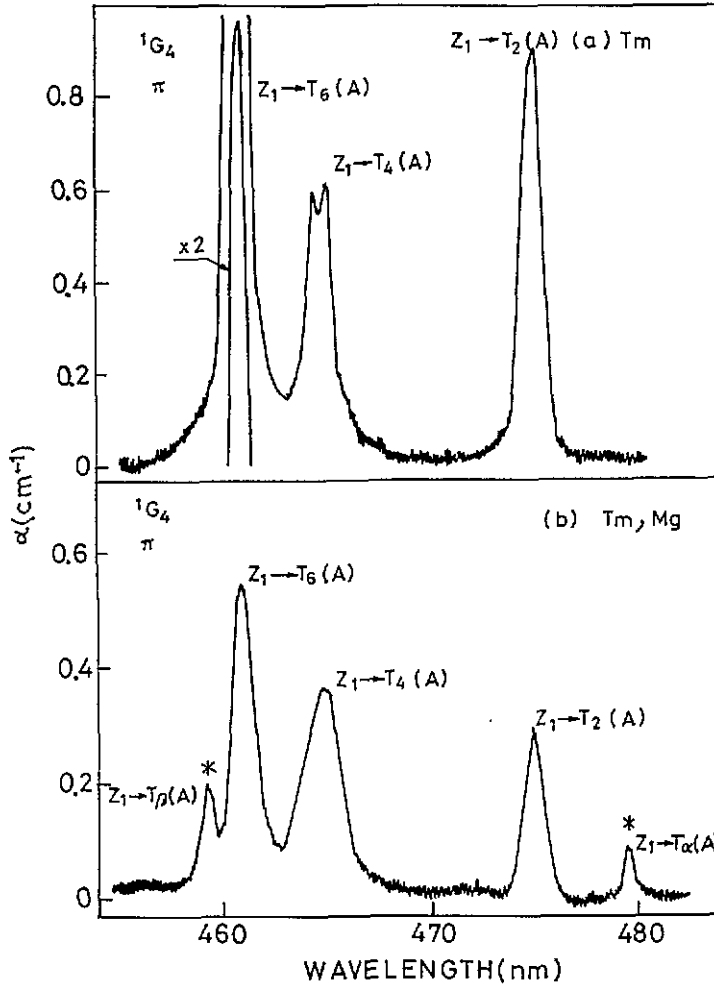 ¹G₄
π
Z₁→T₆(A)
Z₁→T₂(A) (a) Tm
Z₁→T₄(A)
x2
0.8
0.6
0.4
0.2
0
α(cm⁻¹)
¹G₄
π
(b) Tm, Mg
Z₁→T₆(A)
Z₁→T₄(A)
Z₁→T₂(A)
*
Z₁→Tβ(A)
*
Z₁→Tα(A)
0.6
0.4
0.2
0
460 470 480
WAVELENGTH(nm)